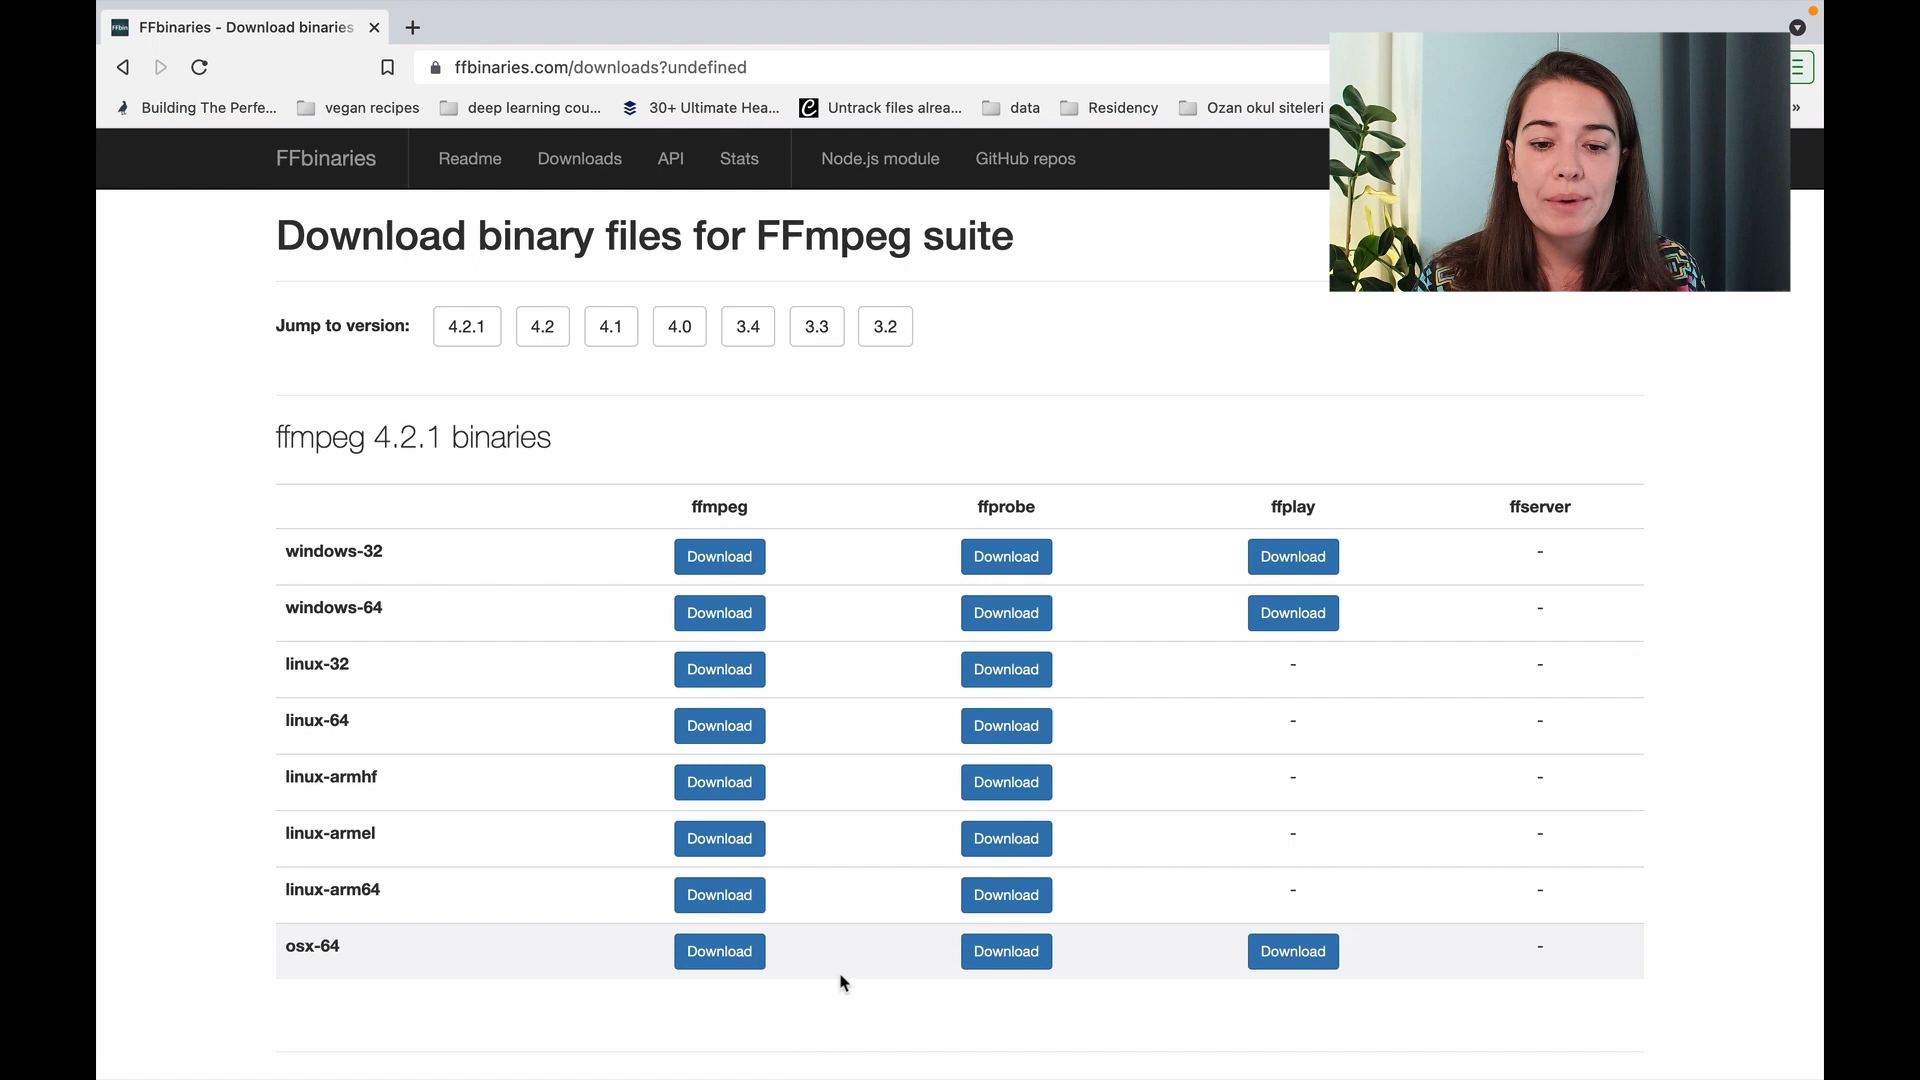 FFbin
FFbinaries - Download binaries
ffbinaries.com/downloads?undefined
Building The Perfe... vegan recipes deep learning cou... 30+ Ultimate Hea... Untrack files alrea... data Residency Ozan okul siteleri »
FFbinaries Readme Downloads API Stats Node.js module GitHub repos
Download binary files for FFmpeg suite
Jump to version: 4.2.1 4.2 4.1 4.0 3.4 3.3 3.2
ffmpeg 4.2.1 binaries
ffmpeg ffprobe ffplay ffserver
windows-32 Download Download Download -
windows-64 Download Download Download -
linux-32 Download Download - -
linux-64 Download Download - -
linux-armhf Download Download - -
linux-armel Download Download - -
linux-arm64 Download Download - -
osx-64 Download Download Download -